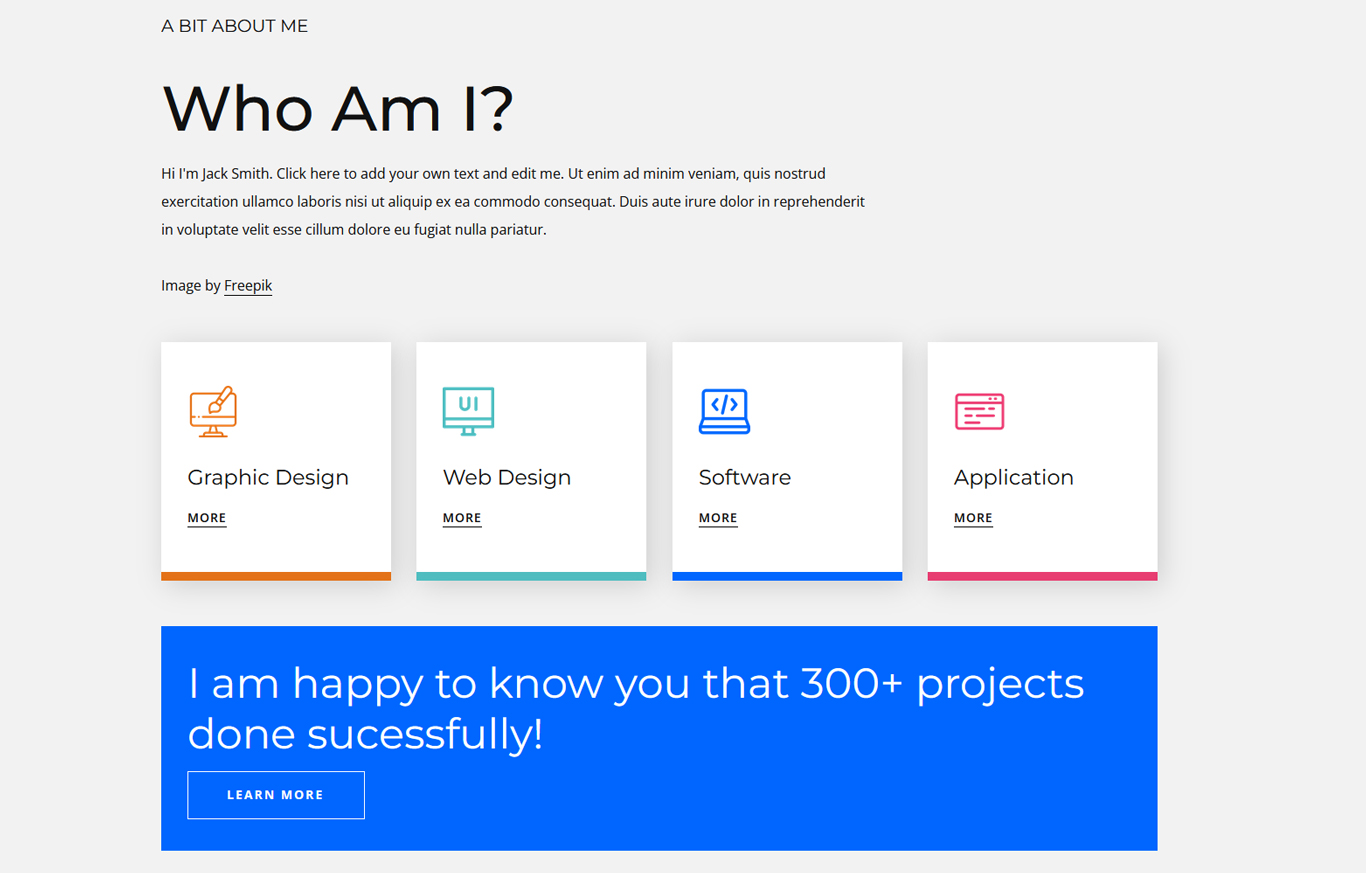 A BIT ABOUT ME
Who Am I?
Hi I'm Jack Smith. Click here to add your own text and edit me. Ut enim ad minim veniam, quis nostrud
exercitation ullamco laboris nisi ut aliquip ex ea commodo consequat. Duis aute irure dolor in reprehenderit
in voluptate velit esse cillum dolore eu fugiat nulla pariatur.
Image by Freepik
UI
</>
Graphic Design
MORE
Web Design
MORE
Software
MORE
Application
MORE
I am happy to know you that 300+ projects
done sucessfully!
LEARN MORE